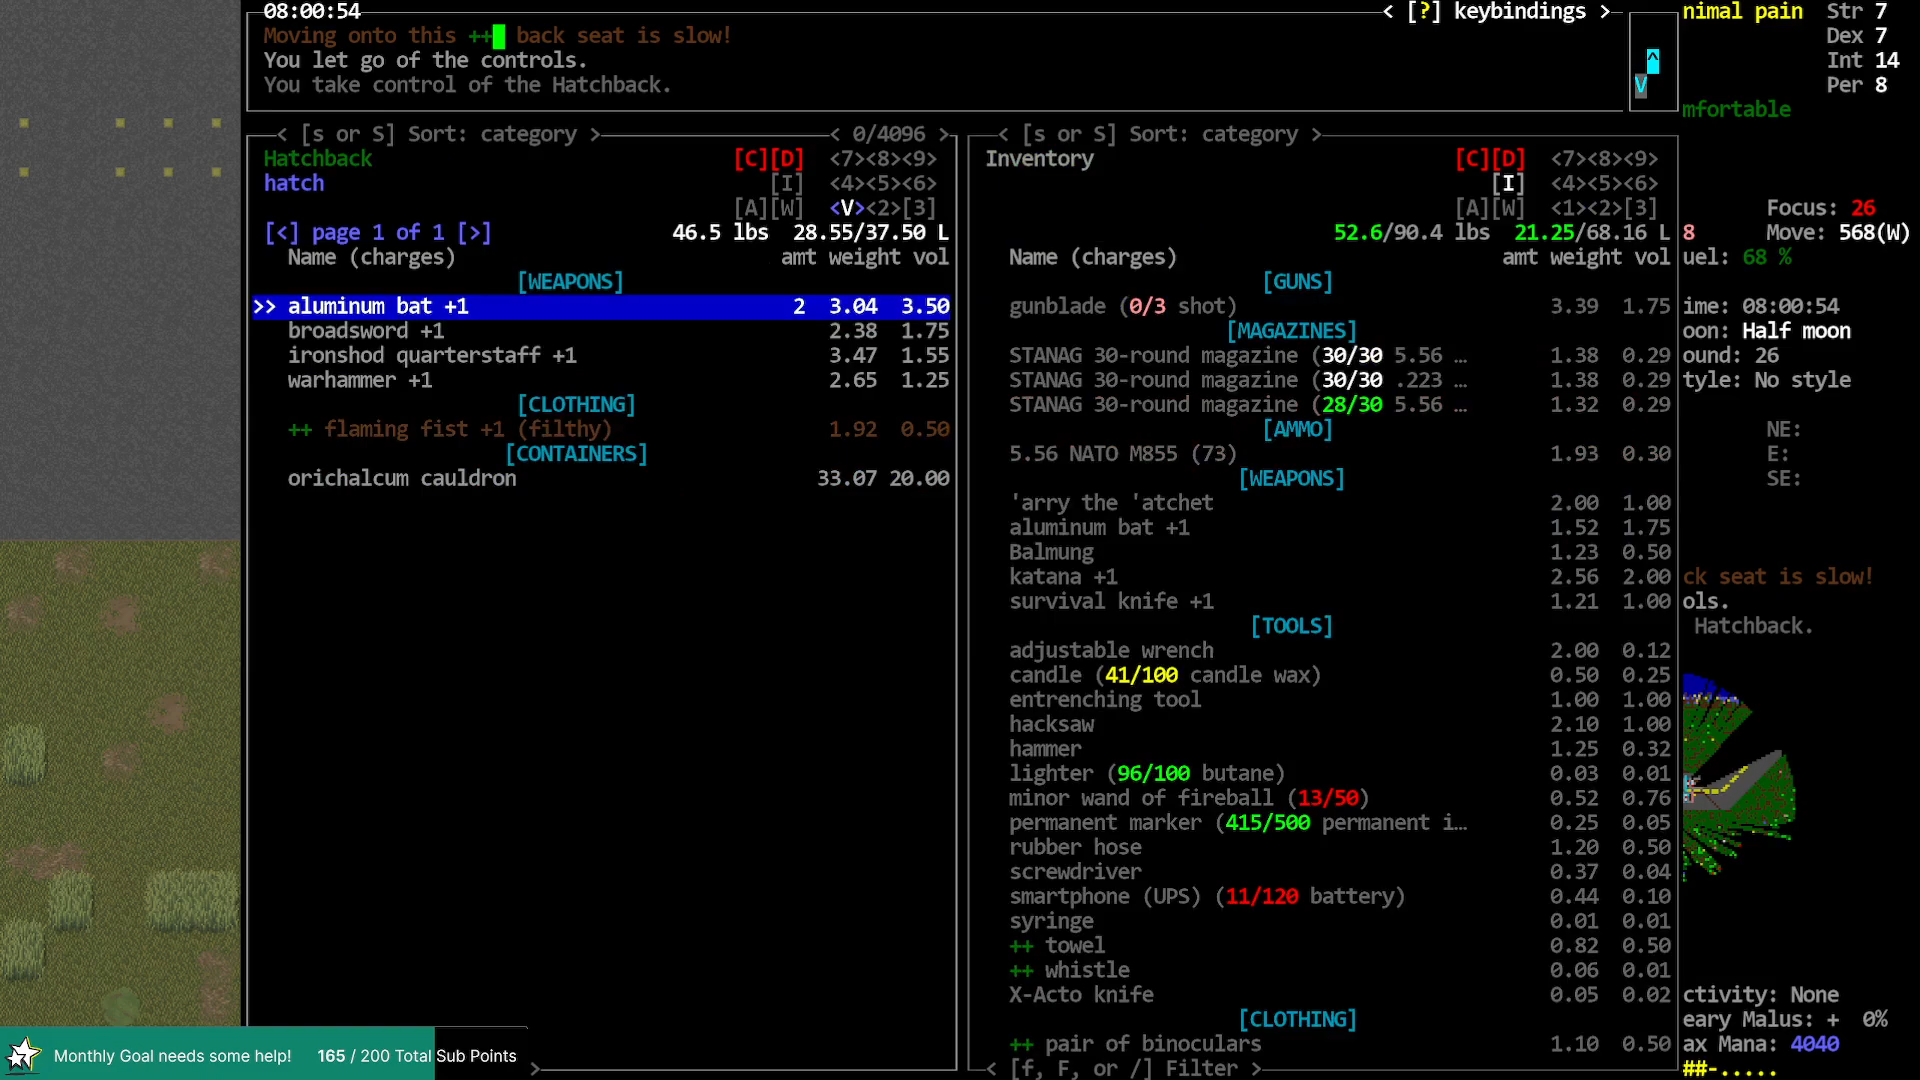 08:00:54
< [?] keybindings >
Moving onto this ++ back seat is slow!
You let go of the controls.
You take control of the Hatchback.
^
V
nimal pain
Str 7
Dex 7
Int 14
Per 8
mfortable
< [s or S] Sort: category >
< 0/4096 >
Hatchback [C][D] <7><8><9>
hatch [I] <4><5><6>
[A][W] <V><2>[3]
[<] page 1 of 1 [>] 46.5 lbs 28.55/37.50 L
Name (charges) amt weight vol
[WEAPONS]
>> aluminum bat +1 2 3.04 3.50
broadsword +1 2.38 1.75
ironshod quarterstaff +1 3.47 1.55
warhammer +1 2.65 1.25
[CLOTHING]
++ flaming fist +1 (filthy) 1.92 0.50
[CONTAINERS]
orichalcum cauldron 33.07 20.00
< [s or S] Sort: category >
Inventory [C][D] <7><8><9>
[I] <4><5><6>
[A][W] <1><2>[3]
52.6/90.4 lbs 21.25/68.16 L
Name (charges) amt weight vol
[GUNS]
gunblade (0/3 shot) 3.39 1.75
[MAGAZINES]
STANAG 30-round magazine (30/30 5.56 … 1.38 0.29
STANAG 30-round magazine (30/30 .223 … 1.38 0.29
STANAG 30-round magazine (28/30 5.56 … 1.32 0.29
[AMMO]
5.56 NATO M855 (73) 1.93 0.30
[WEAPONS]
'arry the 'atchet 2.00 1.00
aluminum bat +1 1.52 1.75
Balmung 1.23 0.50
katana +1 2.56 2.00
survival knife +1 1.21 1.00
[TOOLS]
adjustable wrench 2.00 0.12
candle (41/100 candle wax) 0.50 0.25
entrenching tool 1.00 1.00
hacksaw 2.10 1.00
hammer 1.25 0.32
lighter (96/100 butane) 0.03 0.01
minor wand of fireball (13/50) 0.52 0.76
permanent marker (415/500 permanent i… 0.25 0.05
rubber hose 1.20 0.50
screwdriver 0.37 0.04
smartphone (UPS) (11/120 battery) 0.44 0.10
syringe 0.01 0.01
++ towel 0.82 0.50
++ whistle 0.06 0.01
X-Acto knife 0.05 0.02
[CLOTHING]
++ pair of binoculars 1.10 0.50
< [f, F, or /] Filter >
Focus: 26
8 Move: 568(W)
uel: 68 %
ime: 08:00:54
oon: Half moon
ound: 26
tyle: No style
NE:
E:
SE:
ck seat is slow!
ols.
Hatchback.
ctivity: None
eary Malus: + 0%
ax Mana: 4040
##-.....
Monthly Goal needs some help! 165 / 200 Total Sub Points
>